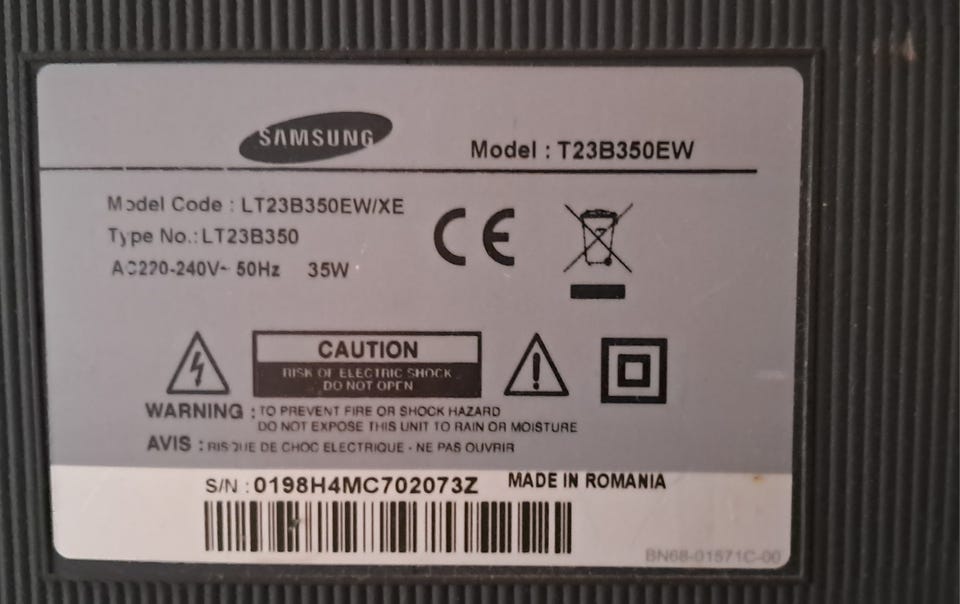 SAMSUNG
Model : T23B350EW
Model Code : LT23B350EW/XE
Type No.:LT23B350
AC220-240V~ 50Hz 35W
CE
CAUTION
RISK OF ELECTRIC SHOCK
DO NOT OPEN
WARNING : TO PREVENT FIRE OR SHOCK HAZARD
DO NOT EXPOSE THIS UNIT TO RAIN OR MOISTURE
AVIS : RISQUE DE CHOC ELECTRIQUE - NE PAS OUVRIR
S/N : 0198H4MC702073Z MADE IN ROMANIA
BN68-01571C-00